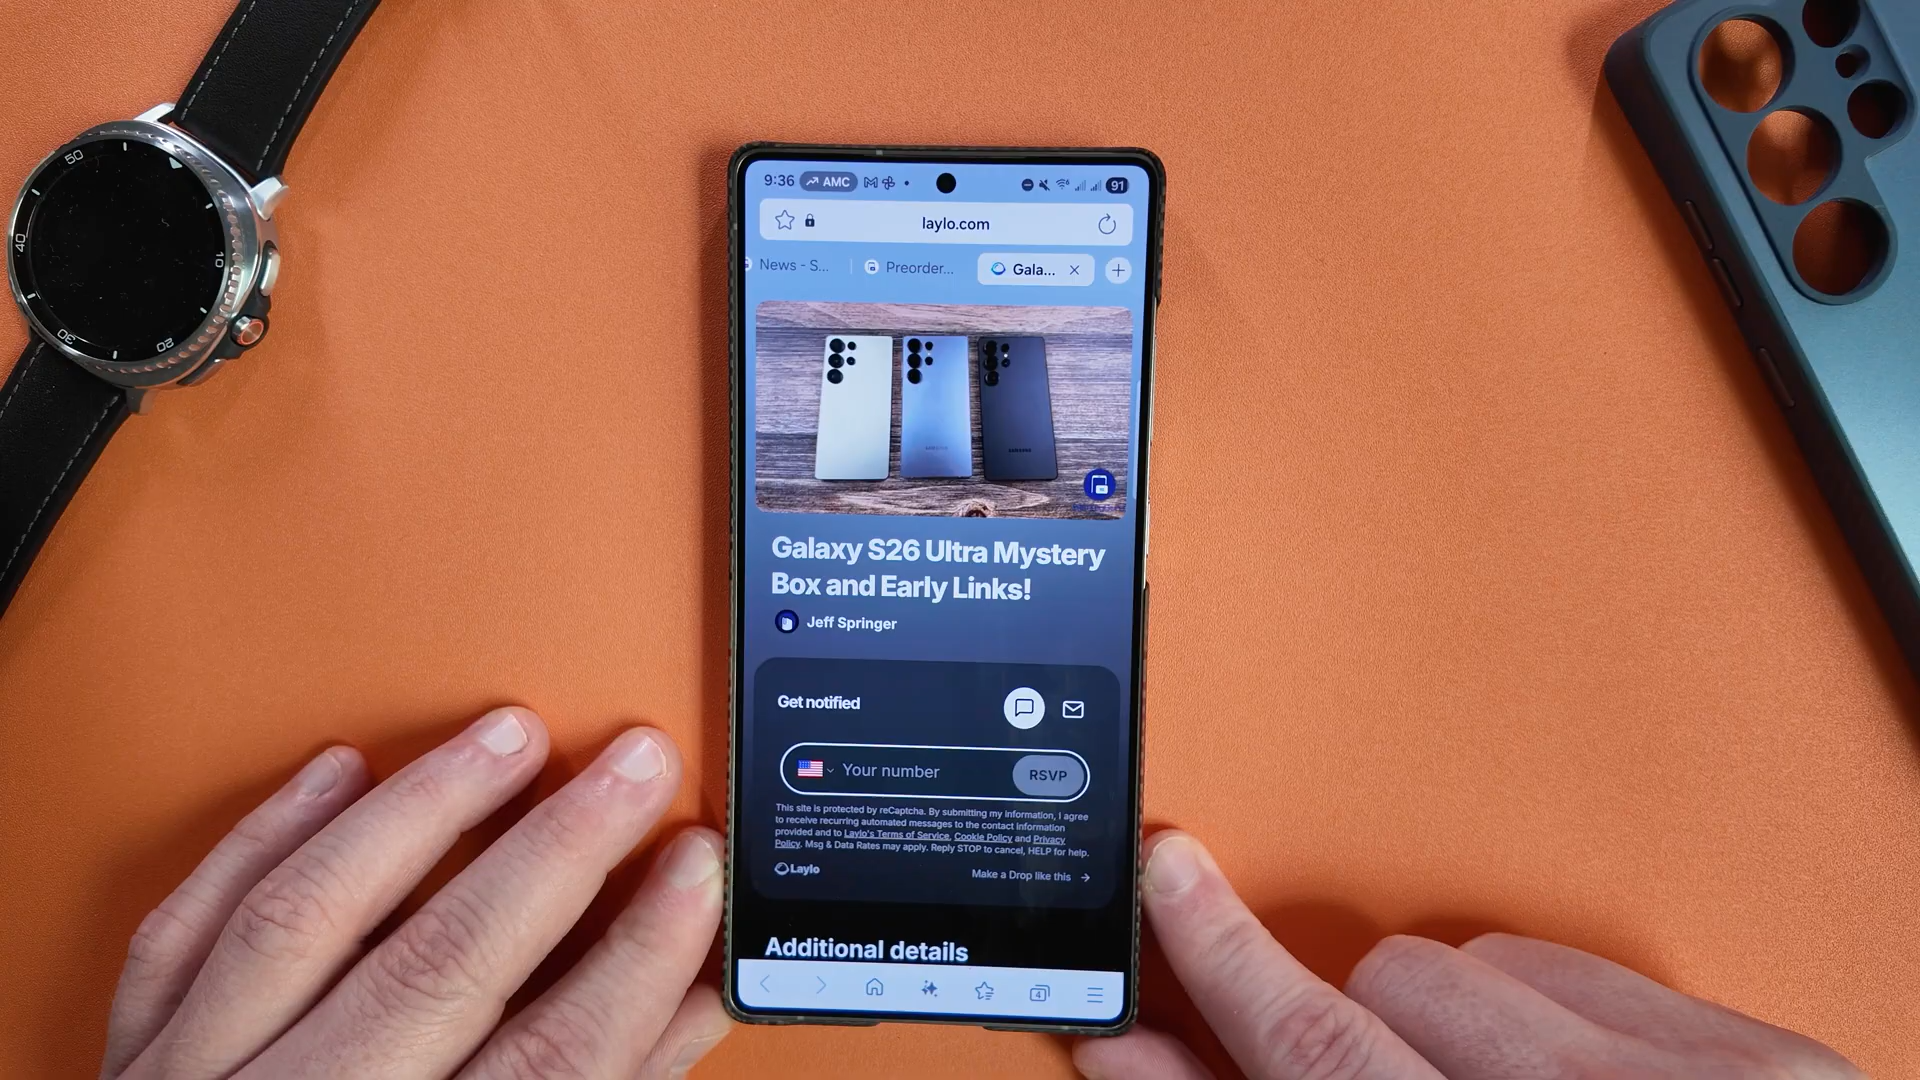 50
10
20
30
40
9:36
AMC
91
laylo.com
News - S...
Preorder...
Gala...
SAMSUNG
Galaxy S26 Ultra Mystery
Box and Early Links!
Jeff Springer
Get notified
Your number
RSVP
This site is protected by reCaptcha. By submitting my information, I agree
to receive recurring automated messages to the contact information
provided and to Laylo's Terms of Service, Cookie Policy and Privacy
Policy. Msg & Data Rates may apply. Reply STOP to cancel, HELP for help.
Laylo
Make a Drop like this →
Additional details
4